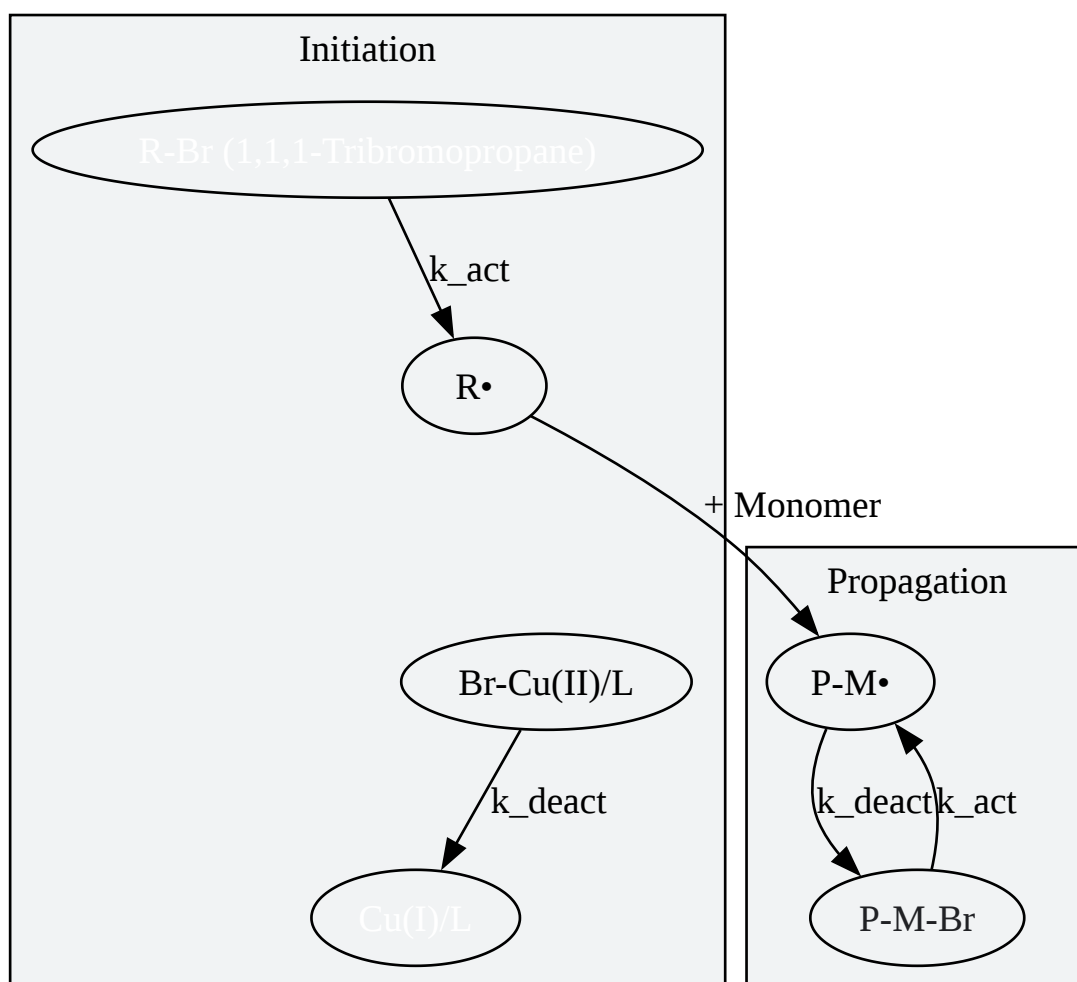 Initiation
R-Br (1,1,1-Tribromopropane)
k_act
R•
+ Monomer
Propagation
Br-Cu(II)/L
P-M•
k_deact
k_deact
k_act
Cu(I)/L
P-M-Br